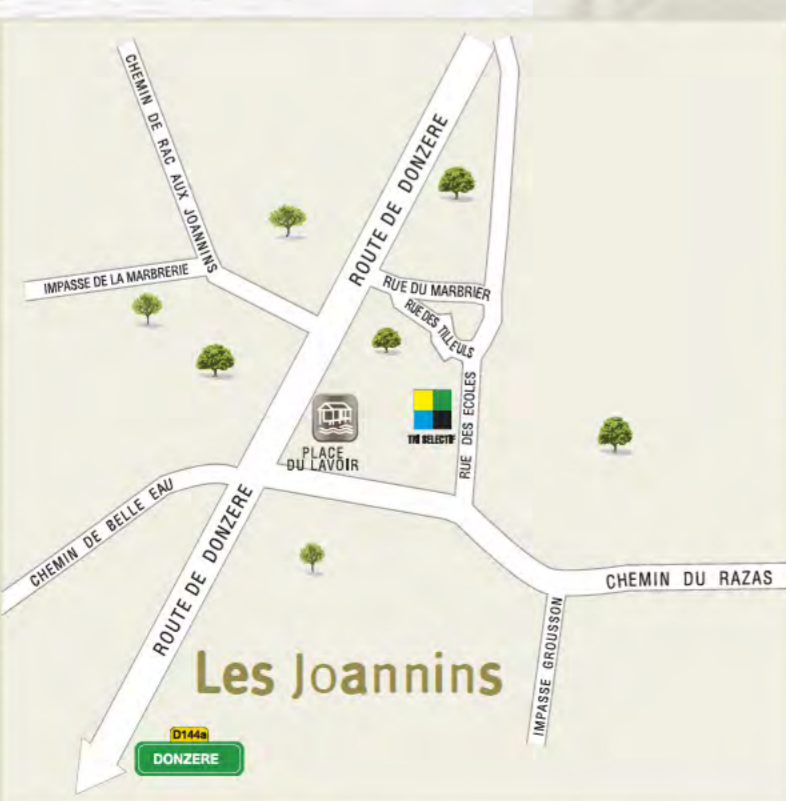 CHEMIN DE RAC AUX JOANNINS
ROUTE DE DONZERE
IMPASSE DE LA MARBRERIE
RUE DU MARBRIER
RUE DES TILLEULS
RUE DES ECOLES
TRI SELECTIF
PLACE
DU LAVOIR
CHEMIN DE BELLE EAU
ROUTE DE DONZERE
CHEMIN DU RAZAS
IMPASSE GROUSSON
Les Joannins
D144a
DONZERE